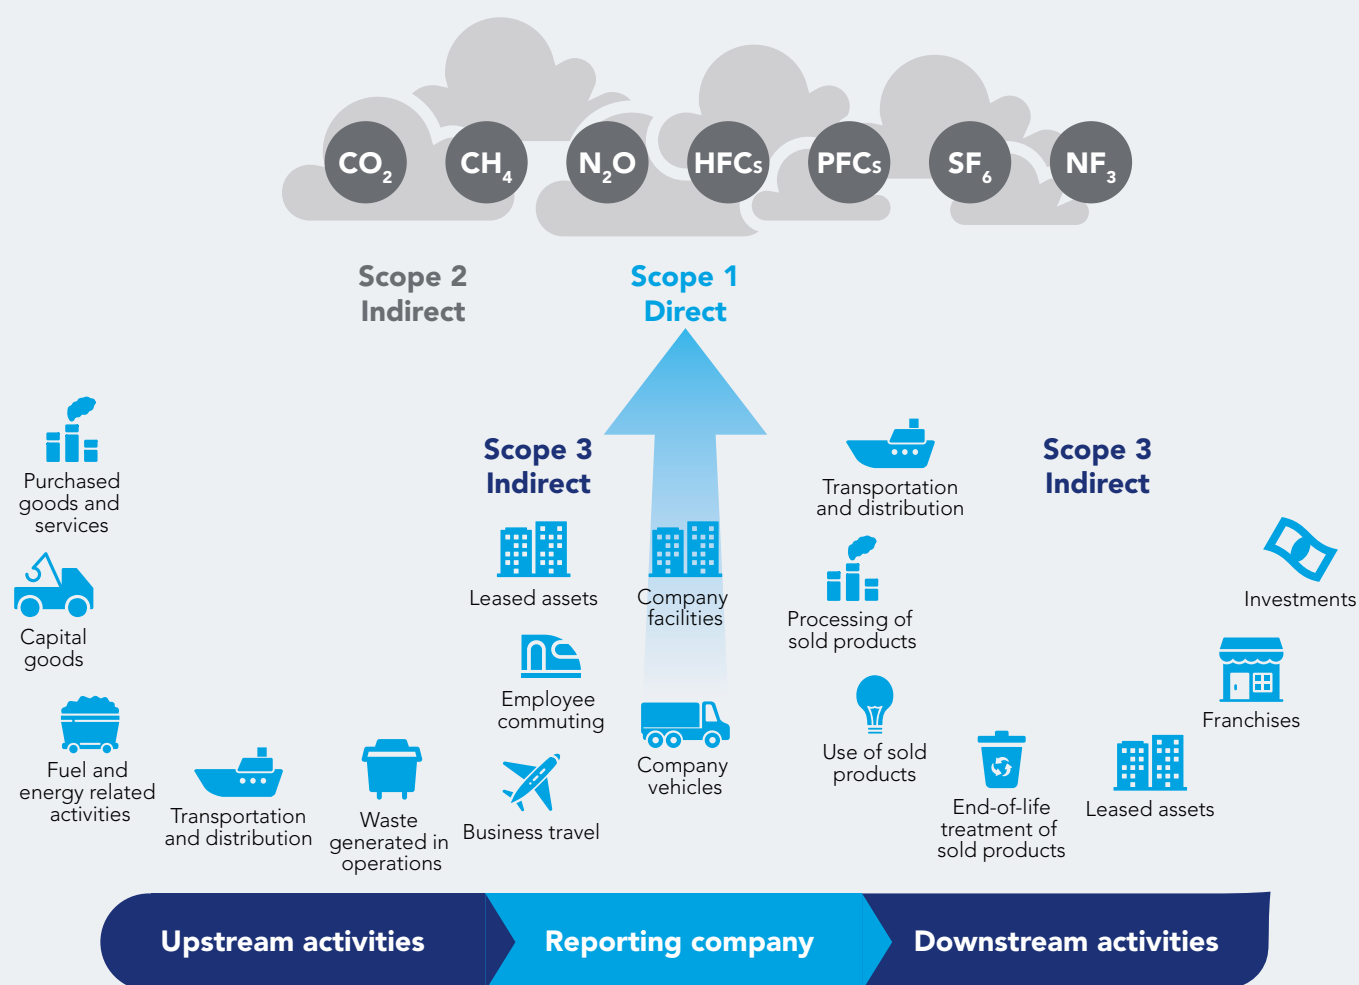 CO2
CH4
N2O
HFCs
PFCs
SF6
NF3
Scope 2
Indirect
Scope 1
Direct
Scope 3
Indirect
Scope 3
Indirect
Purchased
goods and
services
Capital
goods
Fuel and
energy related
activities
Transportation
and distribution
Waste
generated in
operations
Leased assets
Employee
commuting
Business travel
Company
facilities
Company
vehicles
Transportation
and distribution
Processing of
sold products
Use of sold
products
End-of-life
treatment of
sold products
Leased assets
Franchises
Investments
Upstream activities
Reporting company
Downstream activities